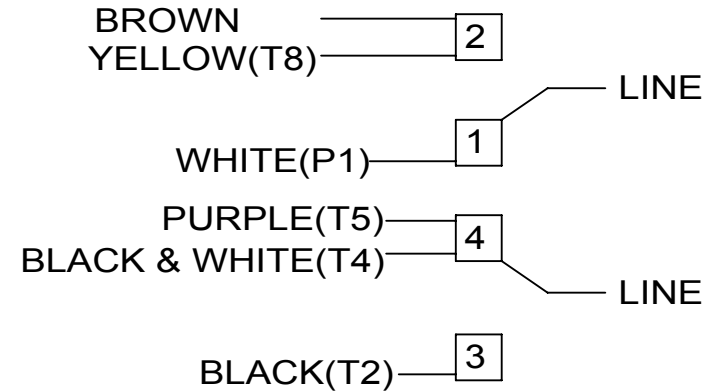 BROWN
2
YELLOW(T8)
LINE
1
WHITE(P1)
PURPLE(T5)
4
BLACK & WHITE(T4)
LINE
3
BLACK(T2)